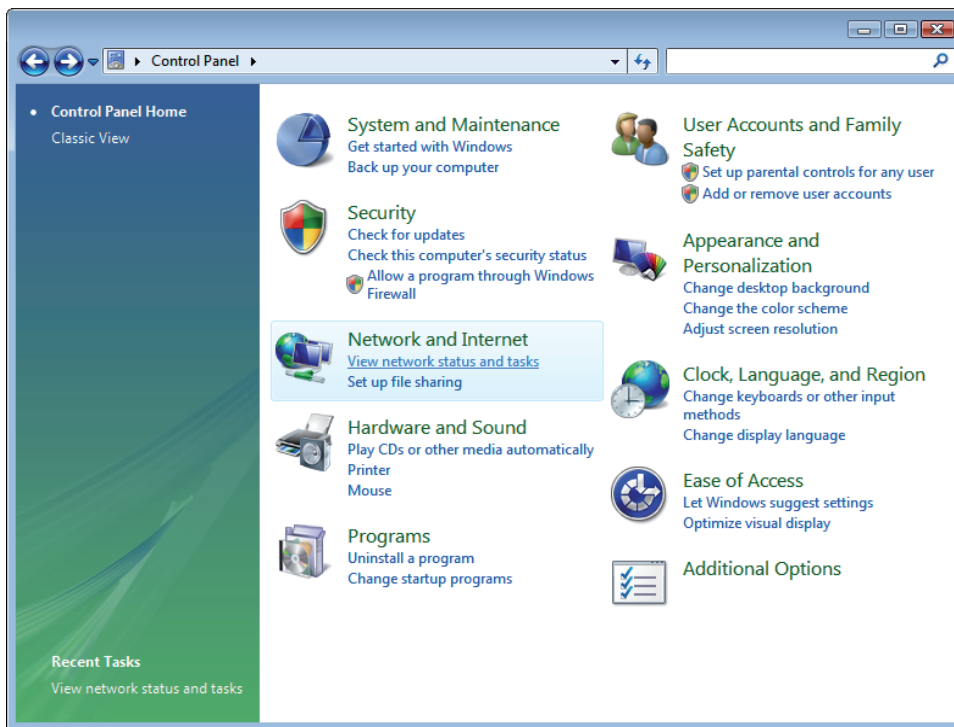 Control Panel
Control Panel Home
Classic View
System and Maintenance
Get started with Windows
Back up your computer
Security
Check for updates
Check this computer's security status
Allow a program through Windows
Firewall
Network and Internet
View network status and tasks
Set up file sharing
Hardware and Sound
Play CDs or other media automatically
Printer
Mouse
Programs
Uninstall a program
Change startup programs
User Accounts and Family
Safety
Set up parental controls for any user
Add or remove user accounts
Appearance and
Personalization
Change desktop background
Change the color scheme
Adjust screen resolution
Clock, Language, and Region
Change keyboards or other input
methods
Change display language
Ease of Access
Let Windows suggest settings
Optimize visual display
Additional Options
Recent Tasks
View network status and tasks